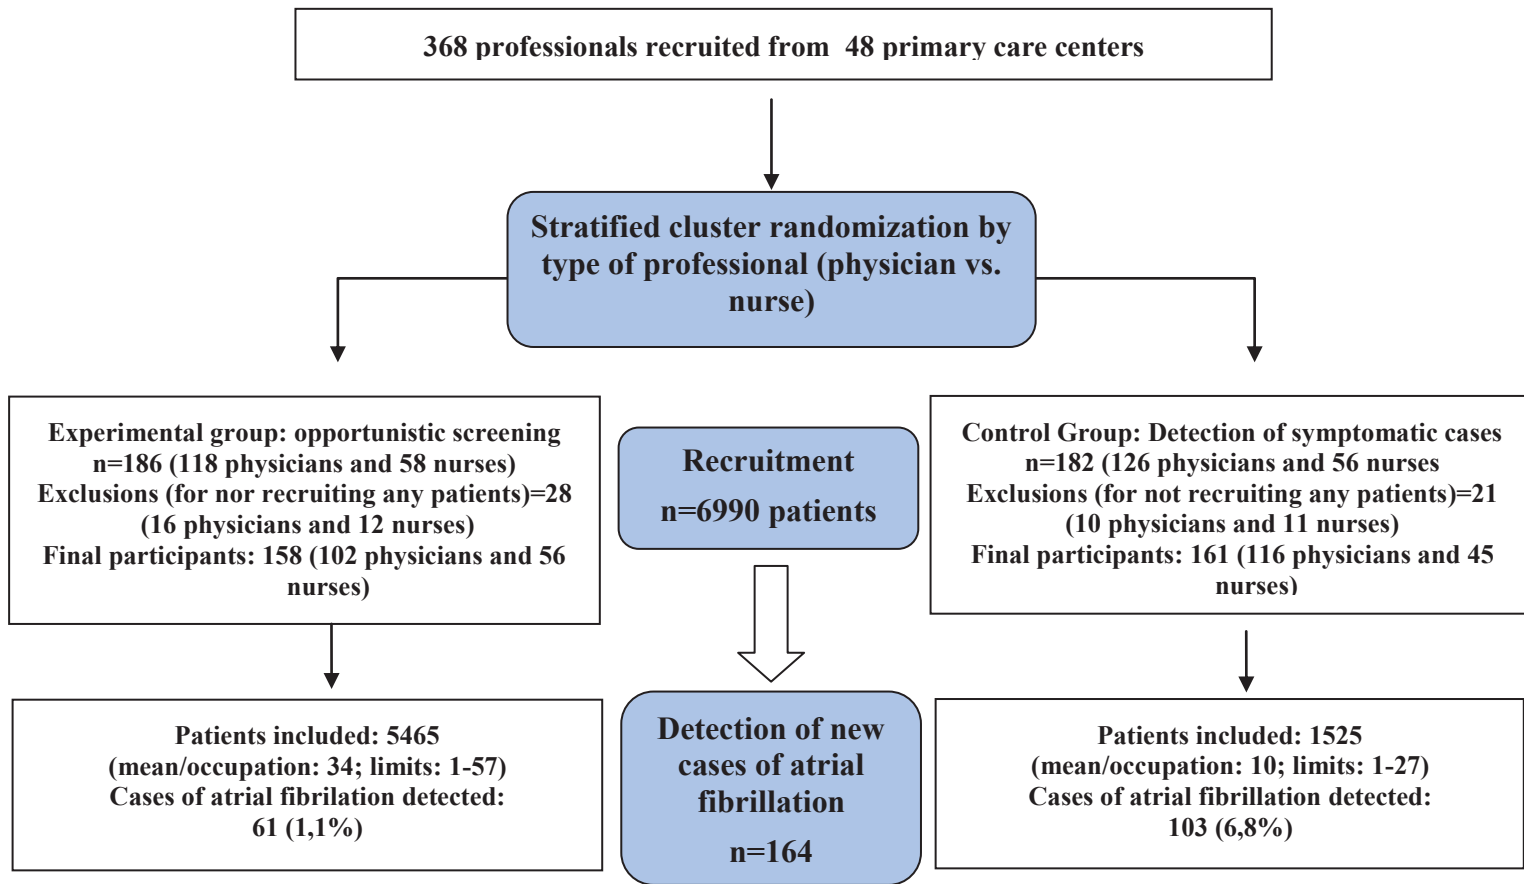 368 professionals recruited from 48 primary care centers
Stratified cluster randomization by
type of professional (physician vs.
nurse)
Experimental group: opportunistic screening
n=186 (118 physicians and 58 nurses)
Exclusions (for nor recruiting any patients)=28
(16 physicians and 12 nurses)
Final participants: 158 (102 physicians and 56
nurses)
Recruitment
n=6990 patients
Control Group: Detection of symptomatic cases
n=182 (126 physicians and 56 nurses
Exclusions (for not recruiting any patients)=21
(10 physicians and 11 nurses)
Final participants: 161 (116 physicians and 45
nurses)
Patients included: 5465
(mean/occupation: 34; limits: 1-57)
Cases of atrial fibrilation detected:
61 (1,1%)
Detection of new
cases of atrial
fibrillation
n=164
Patients included: 1525
(mean/occupation: 10; limits: 1-27)
Cases of atrial fibrillation detected:
103 (6,8%)